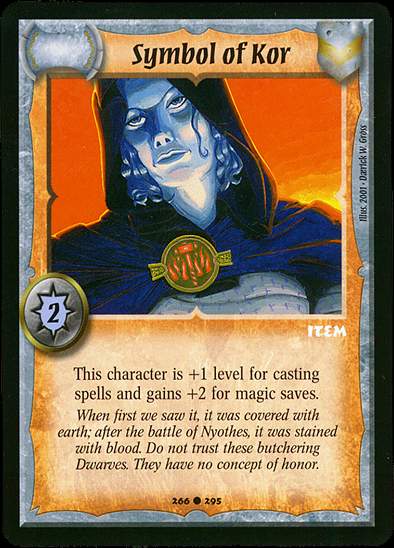 Symbol of Kor
Illus. 2001 • Darrick W. Gross
2
ITEM
This character is +1 level for casting
spells and gains +2 for magic saves.
When first we saw it, it was covered with
earth; after the battle of Nyothes, it was stained
with blood. Do not trust these butchering
Dwarves. They have no concept of honor.
266 ● 295